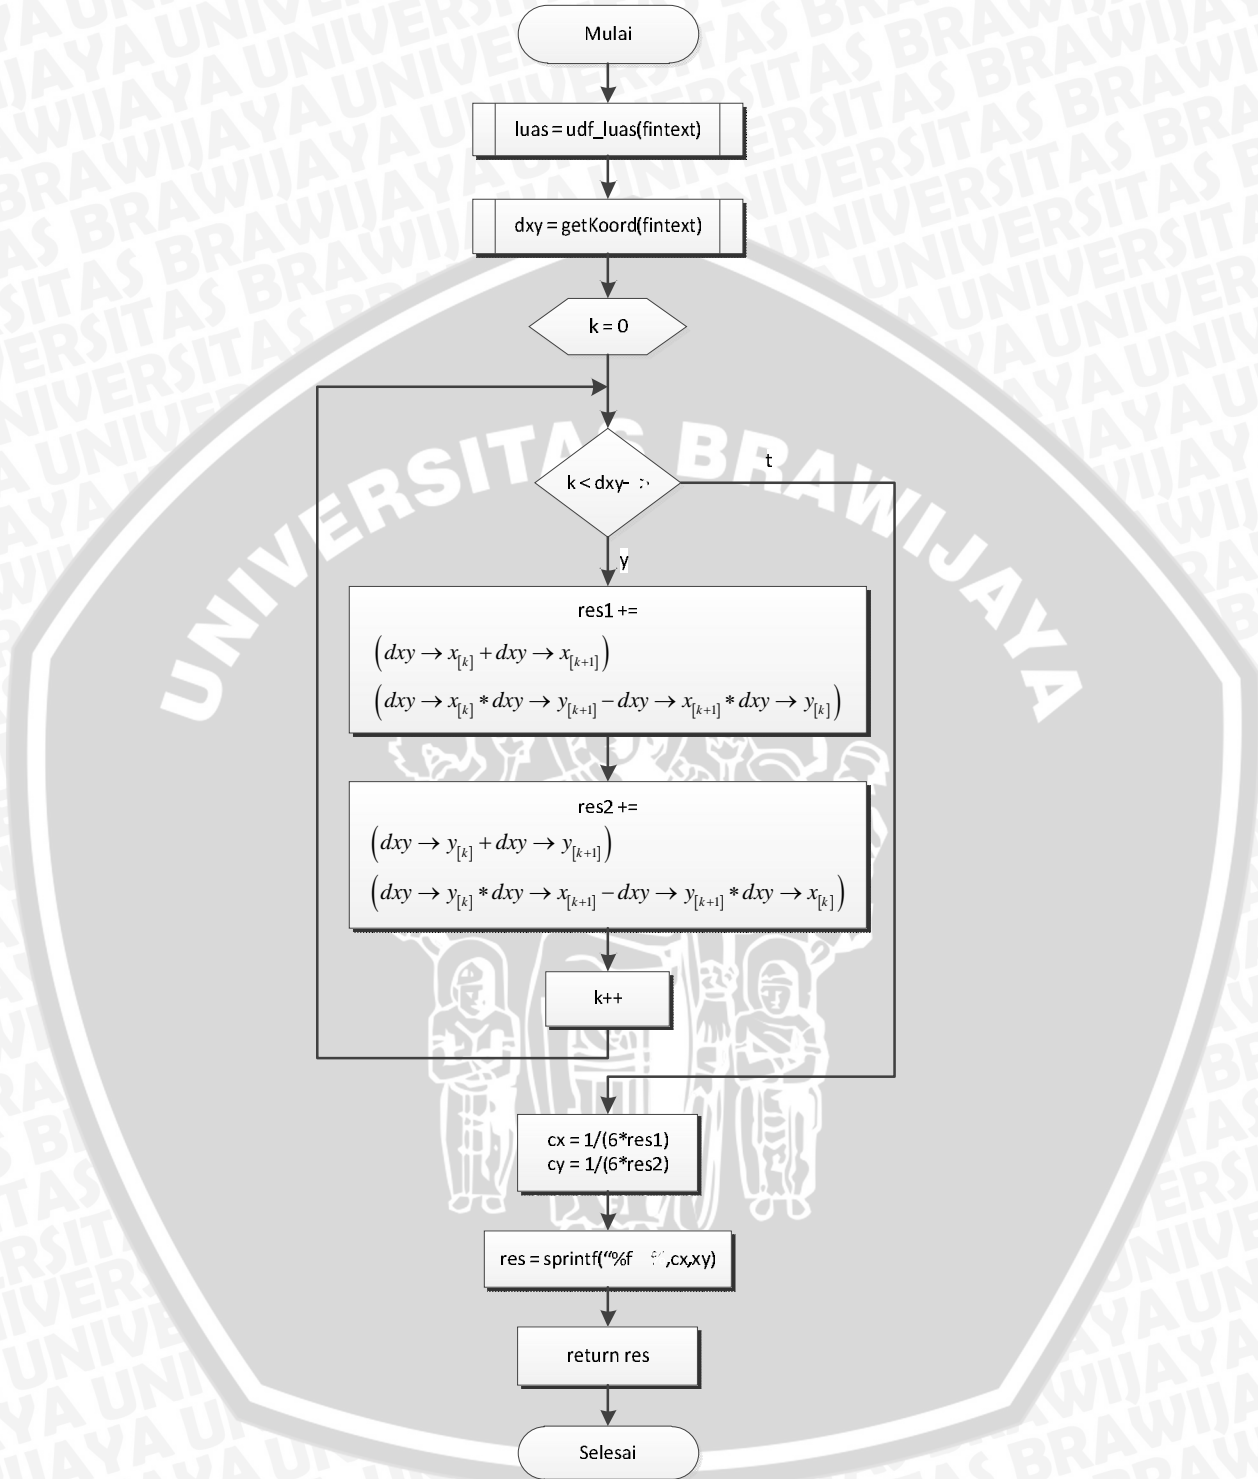 Mulai
luas = udf_luas(fintext)
dxy = getKoord(fintext)
k = 0
k < dxy->
t
y
res1 +=
(dxy → x[k] + dxy → x[k+1])
(dxy → x[k] * dxy → y[k+1] − dxy → x[k+1] * dxy → y[k])
res2 +=
(dxy → y[k] + dxy → y[k+1])
(dxy → y[k] * dxy → x[k+1] − dxy → y[k+1] * dxy → x[k])
k++
cx = 1/(6*res1)
cy = 1/(6*res2)
res = sprintf(“%f ”,cx,xy)
return res
Selesai
UNIVERSITAS BRAWIJAYA